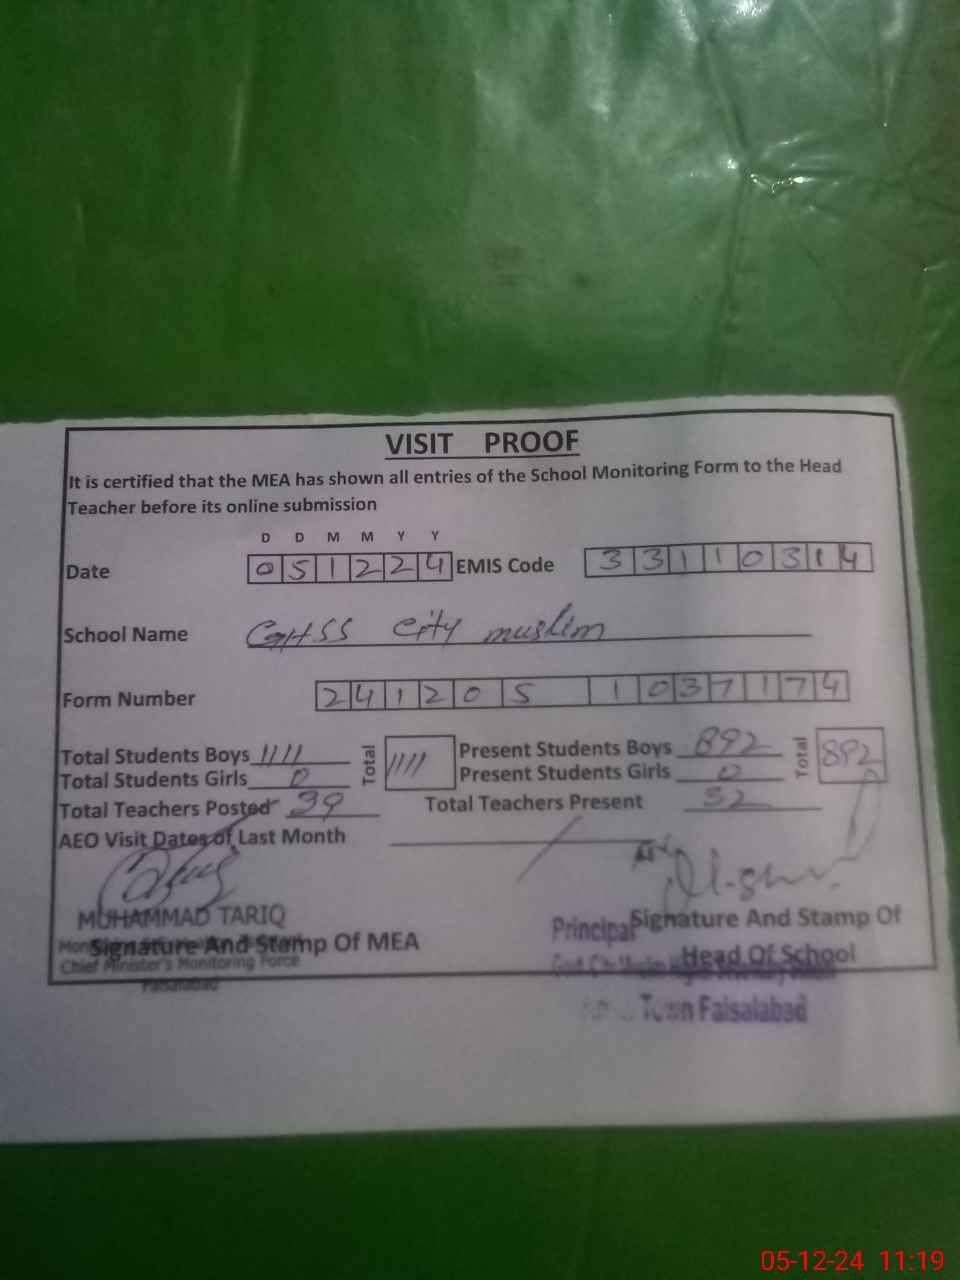 VISIT PROOF
It is certified that the MEA has shown all entries of the School Monitoring Form to the Head
Teacher before its online submission
D D M M Y Y
Date 0 5 1 2 2 4 EMIS Code 3 3 1 1 0 3 1 4
School Name GHSS City muslim
Form Number 2 4 1 2 0 5 1 0 3 7 1 7 4
Total Students Boys 1111 Total 1111 Present Students Boys 892 Total 892
Total Students Girls 0 Present Students Girls 0
Total Teachers Posted 39 Total Teachers Present 32
AEO Visit Dates of Last Month
MUHAMMAD TARIQ
Signature And Stamp Of MEA
Chief Minister's Monitoring Force
Faisalabad
Principal
Signature And Stamp Of
Head Of School
Town Faisalabad
05-12-24 11:19